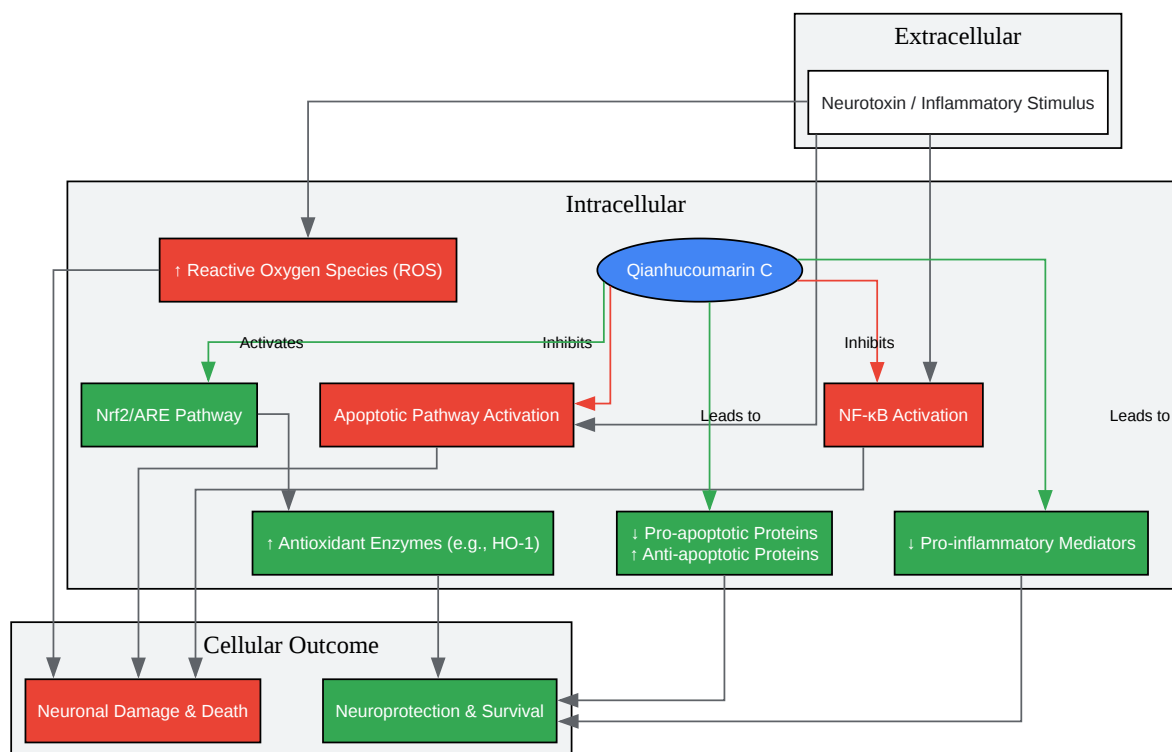 Extracellular
Neurotoxin / Inflammatory Stimulus
Intracellular
↑ Reactive Oxygen Species (ROS)
Qianhucoumarin C
Activates
Inhibits
Inhibits
Nrf2/ARE Pathway
Apoptotic Pathway Activation
Leads to
NF-κB Activation
Leads to
↑ Antioxidant Enzymes (e.g., HO-1)
↓ Pro-apoptotic Proteins
↑ Anti-apoptotic Proteins
↓ Pro-inflammatory Mediators
Cellular Outcome
Neuronal Damage & Death
Neuroprotection & Survival